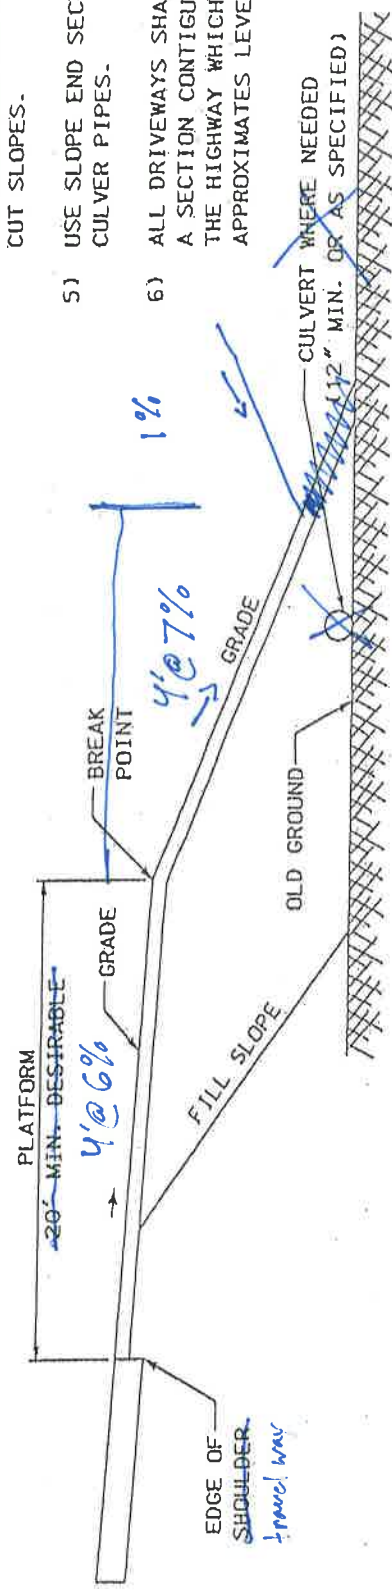 CUT SLOPES.
5) USE SLOPE END SEC
CULVER PIPES.
6) ALL DRIVEWAYS SHA
A SECTION CONTIGU
THE HIGHWAY WHICH
APPROXIMATES LEVE
PLATFORM
20' MIN. DESIRABLE
4'@6%
GRADE
BREAK
POINT
4'@7%
1%
GRADE
EDGE OF
SHOULDER.
travel way
FILL SLOPE
OLD GROUND
CULVERT WHERE NEEDED
(12" MIN. OR AS SPECIFIED)